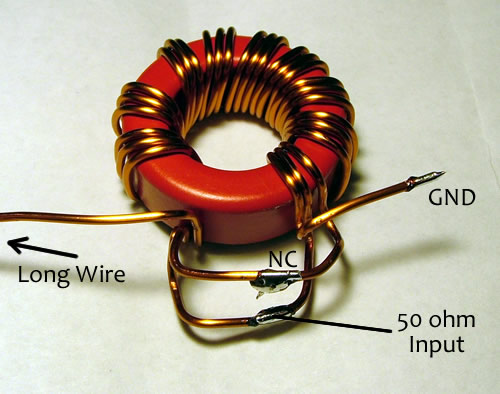 GND
NC
Long Wire
50 ohm
Input